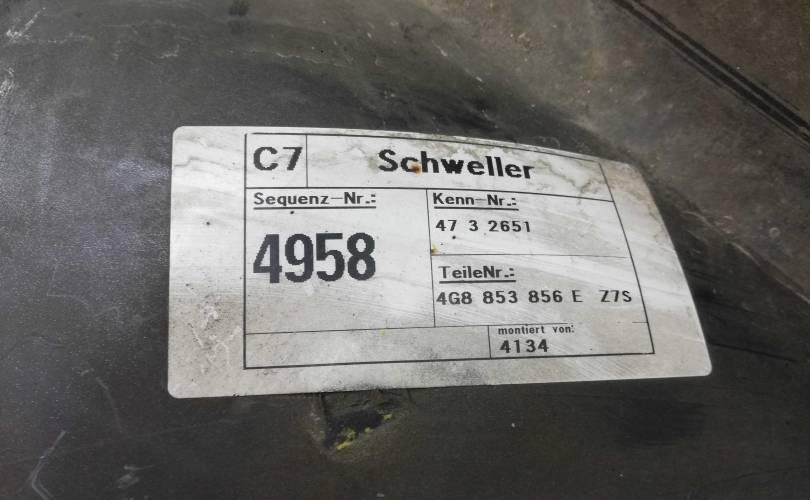 C7 Schweller
Sequenz-Nr.:
4958
Kenn-Nr.:
47 3 2651
TeileNr.:
4G8 853 856 E Z7S
montiert von:
4134